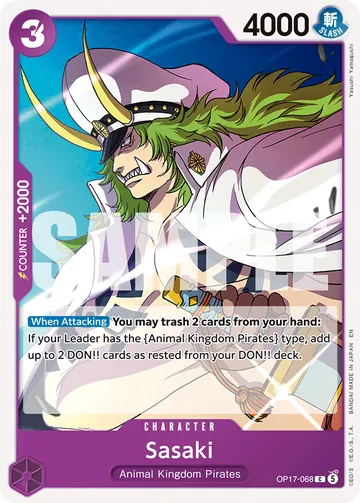 3
4000
斬
SLASH
Yasushi Yamaguchi
COUNTER +2000
SAMPLE
When Attacking You may trash 2 cards from your hand:
If your Leader has the {Animal Kingdom Pirates} type, add
up to 2 DON!! cards as rested from your DON!! deck.
CHARACTER
Sasaki
Animal Kingdom Pirates
OP17-068 C 5
©E.O/S. ©E.O./S., T.A. BANDAI MADE IN JAPAN EN